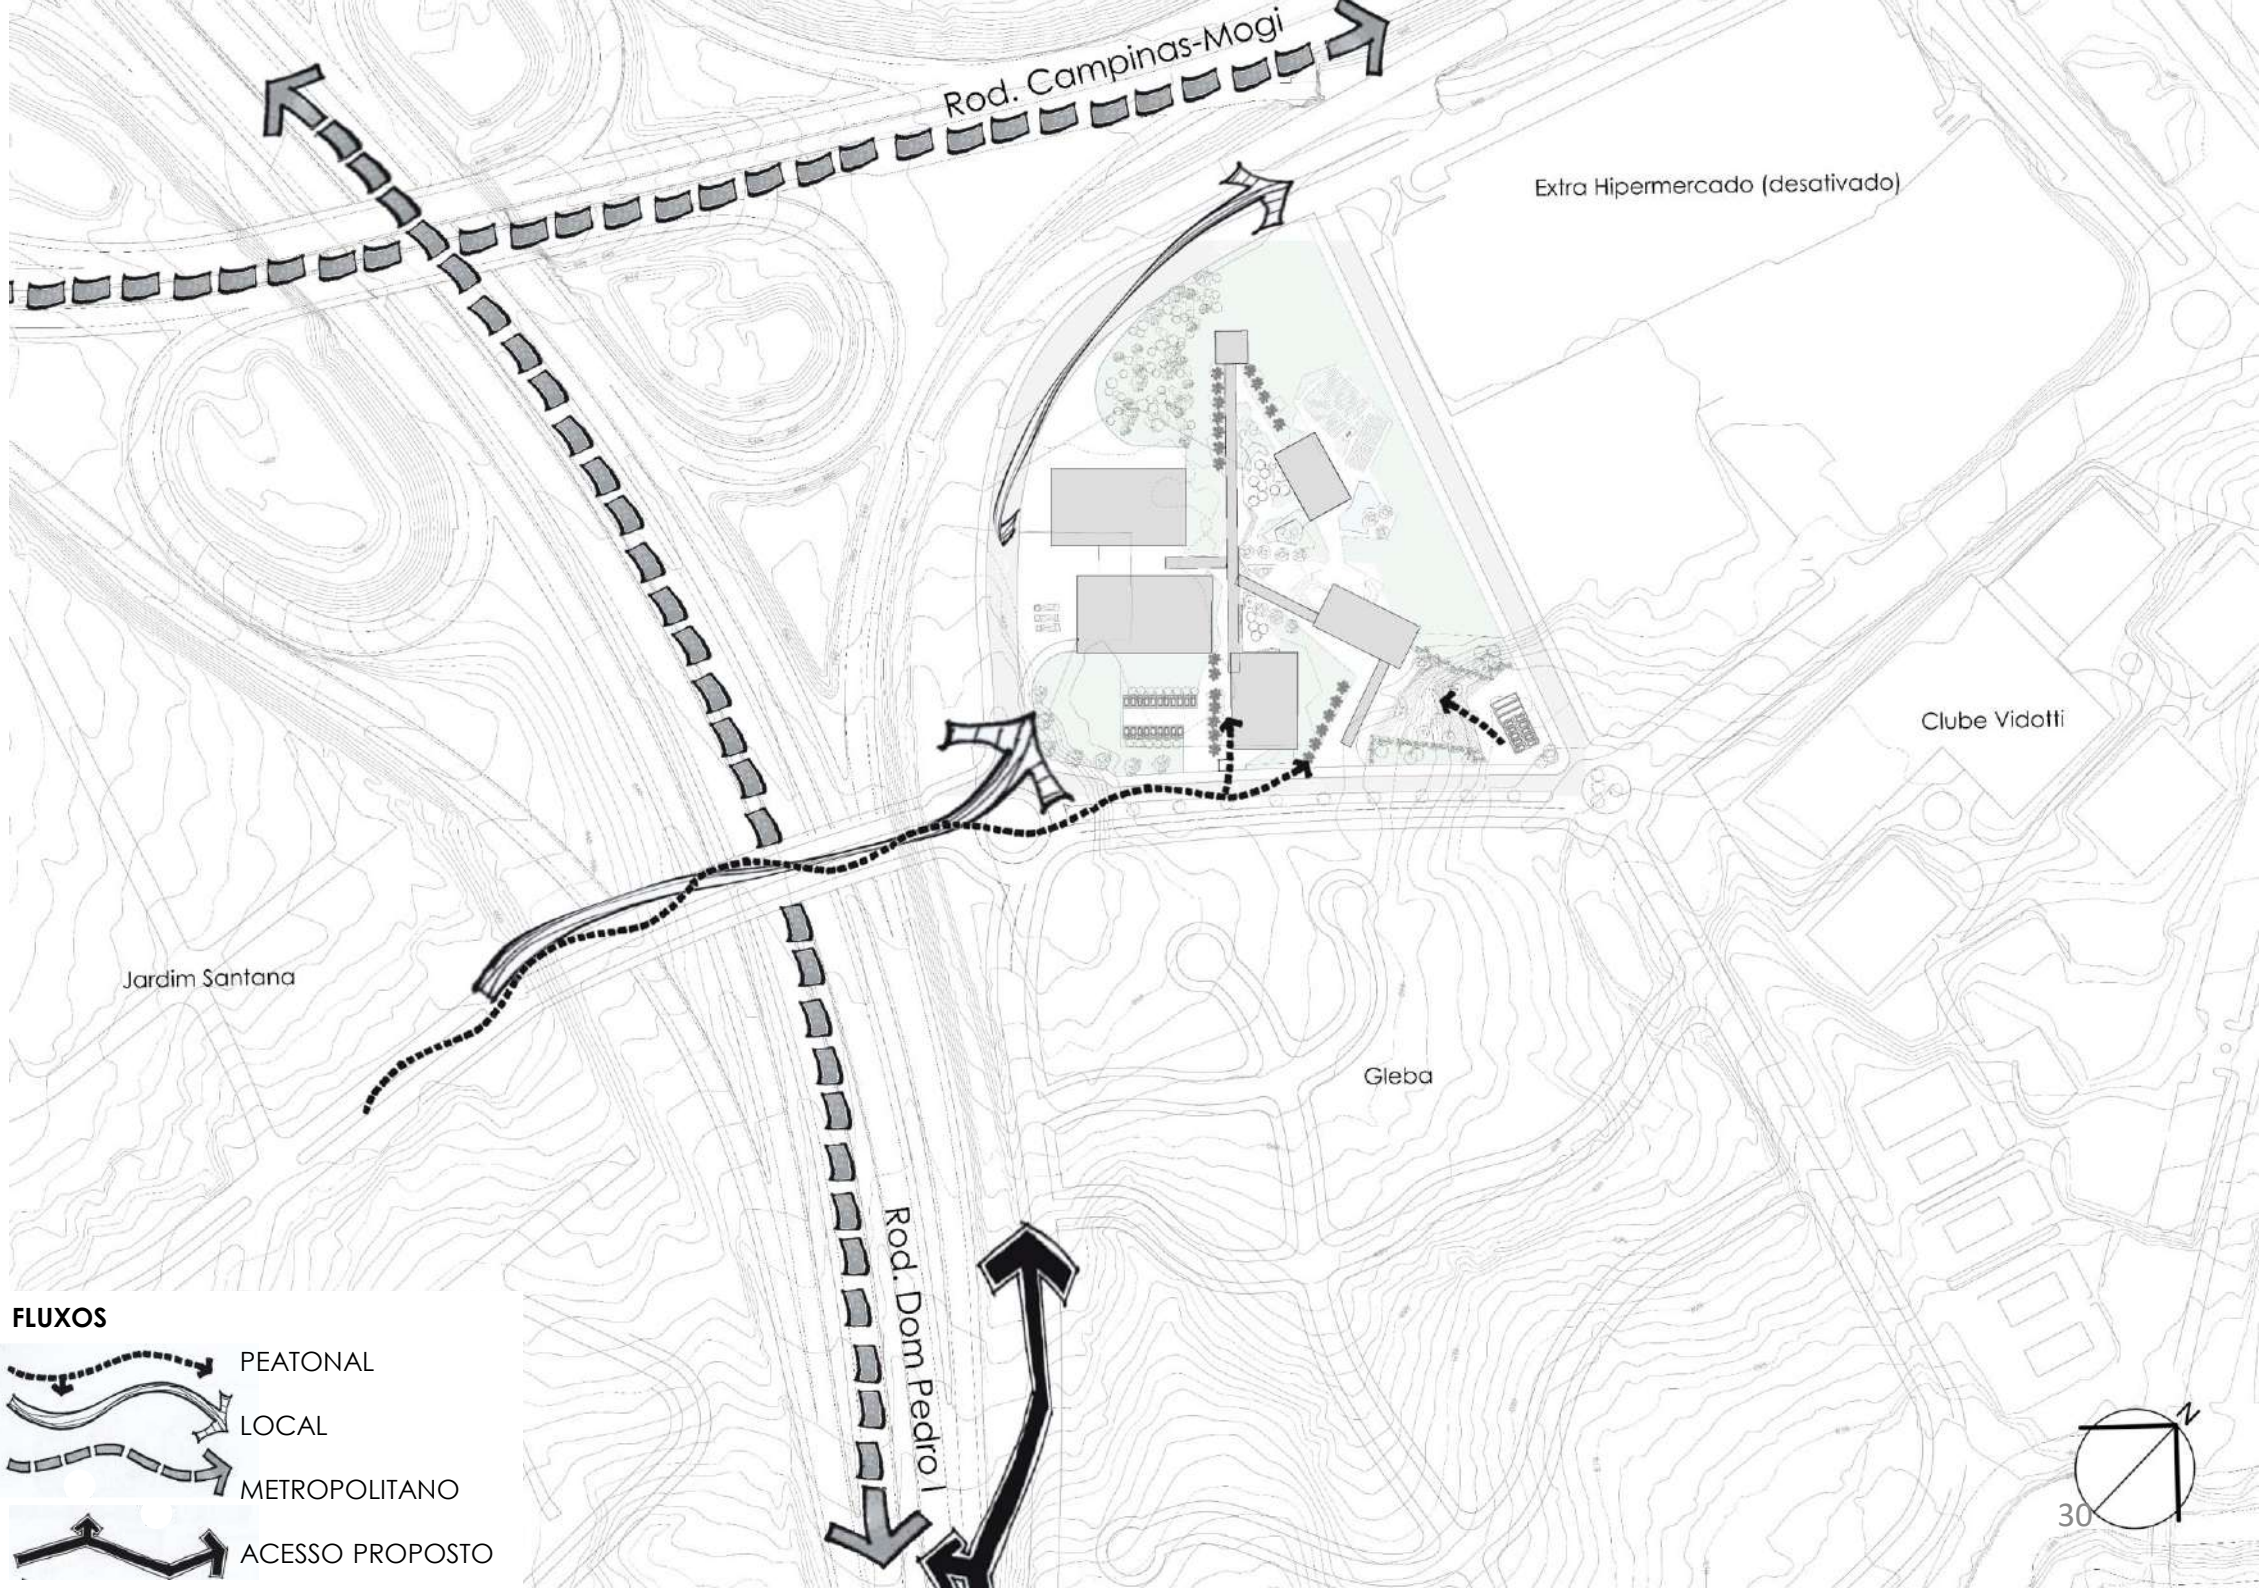 Rod. Campinas-Mogi
Extra Hipermercado (desativado)
Clube Vidotti
Jardim Santana
Gleba
Rod. Dom Pedro I
FLUXOS
PEATONAL
LOCAL
METROPOLITANO
ACESSO PROPOSTO
N
30